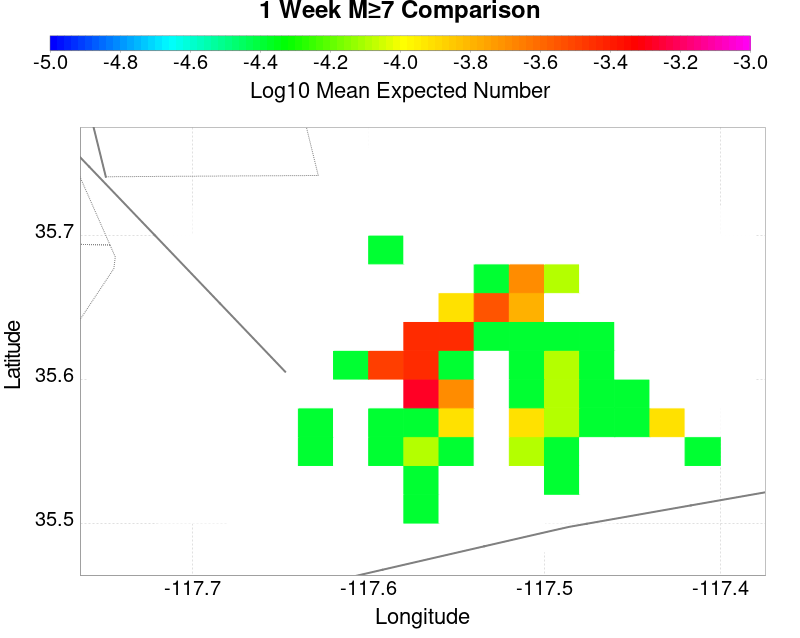 1 Week M≥7 Comparison
-5.0 -4.8 -4.6 -4.4 -4.2 -4.0 -3.8 -3.6 -3.4 -3.2 -3.0
Log10 Mean Expected Number
35.7
35.6
35.5
Latitude
-117.7 -117.6 -117.5 -117.4
Longitude